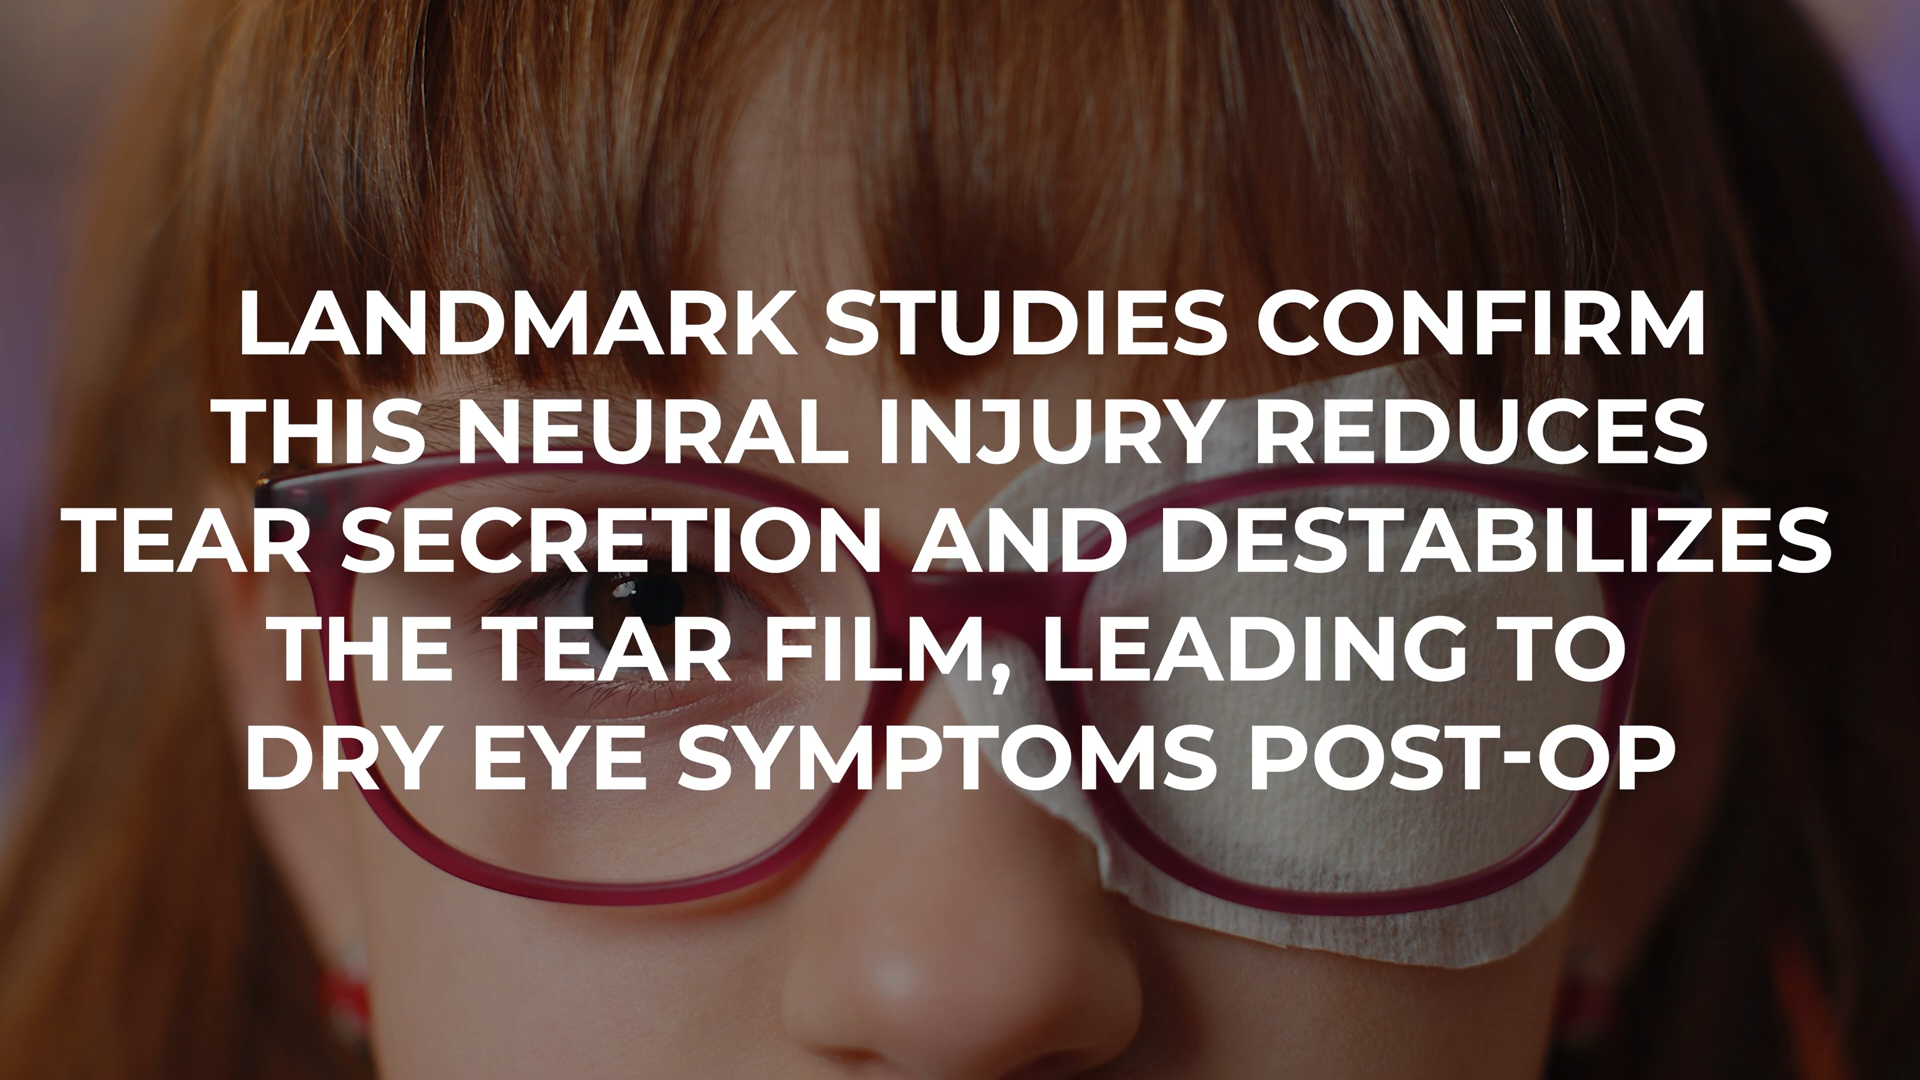 LANDMARK STUDIES CONFIRM
THIS NEURAL INJURY REDUCES
TEAR SECRETION AND DESTABILIZES
THE TEAR FILM, LEADING TO
DRY EYE SYMPTOMS POST-OP